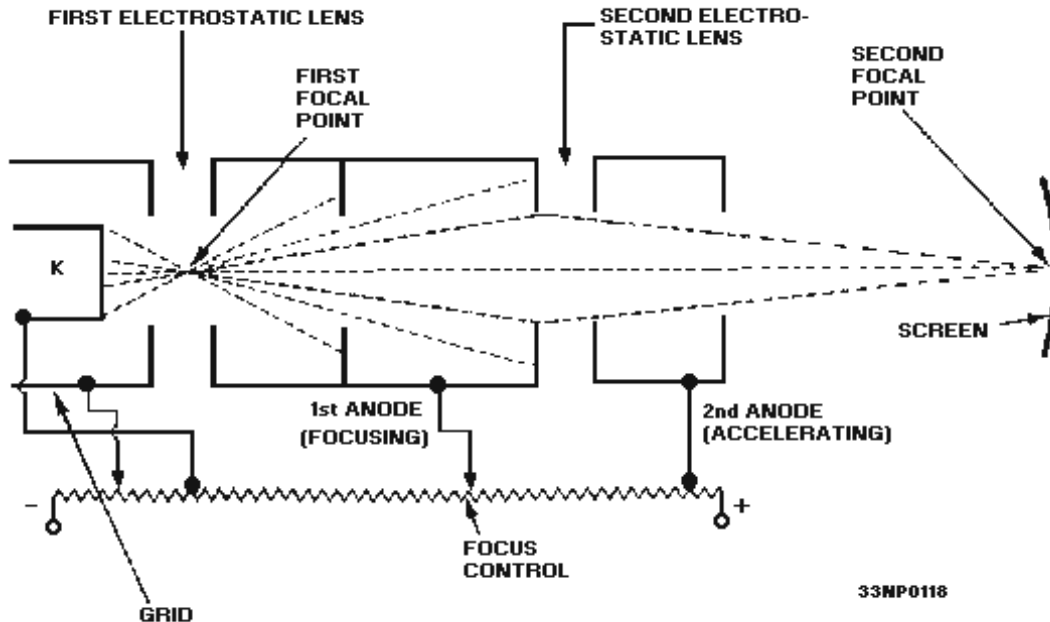 FIRST ELECTROSTATIC LENS
SECOND ELECTRO-
STATIC LENS
FIRST
FOCAL
POINT
SECOND
FOCAL
POINT
K
SCREEN
1st ANODE
(FOCUSING)
2nd ANODE
(ACCELERATING)
-
+
FOCUS
CONTROL
GRID
33NP0118